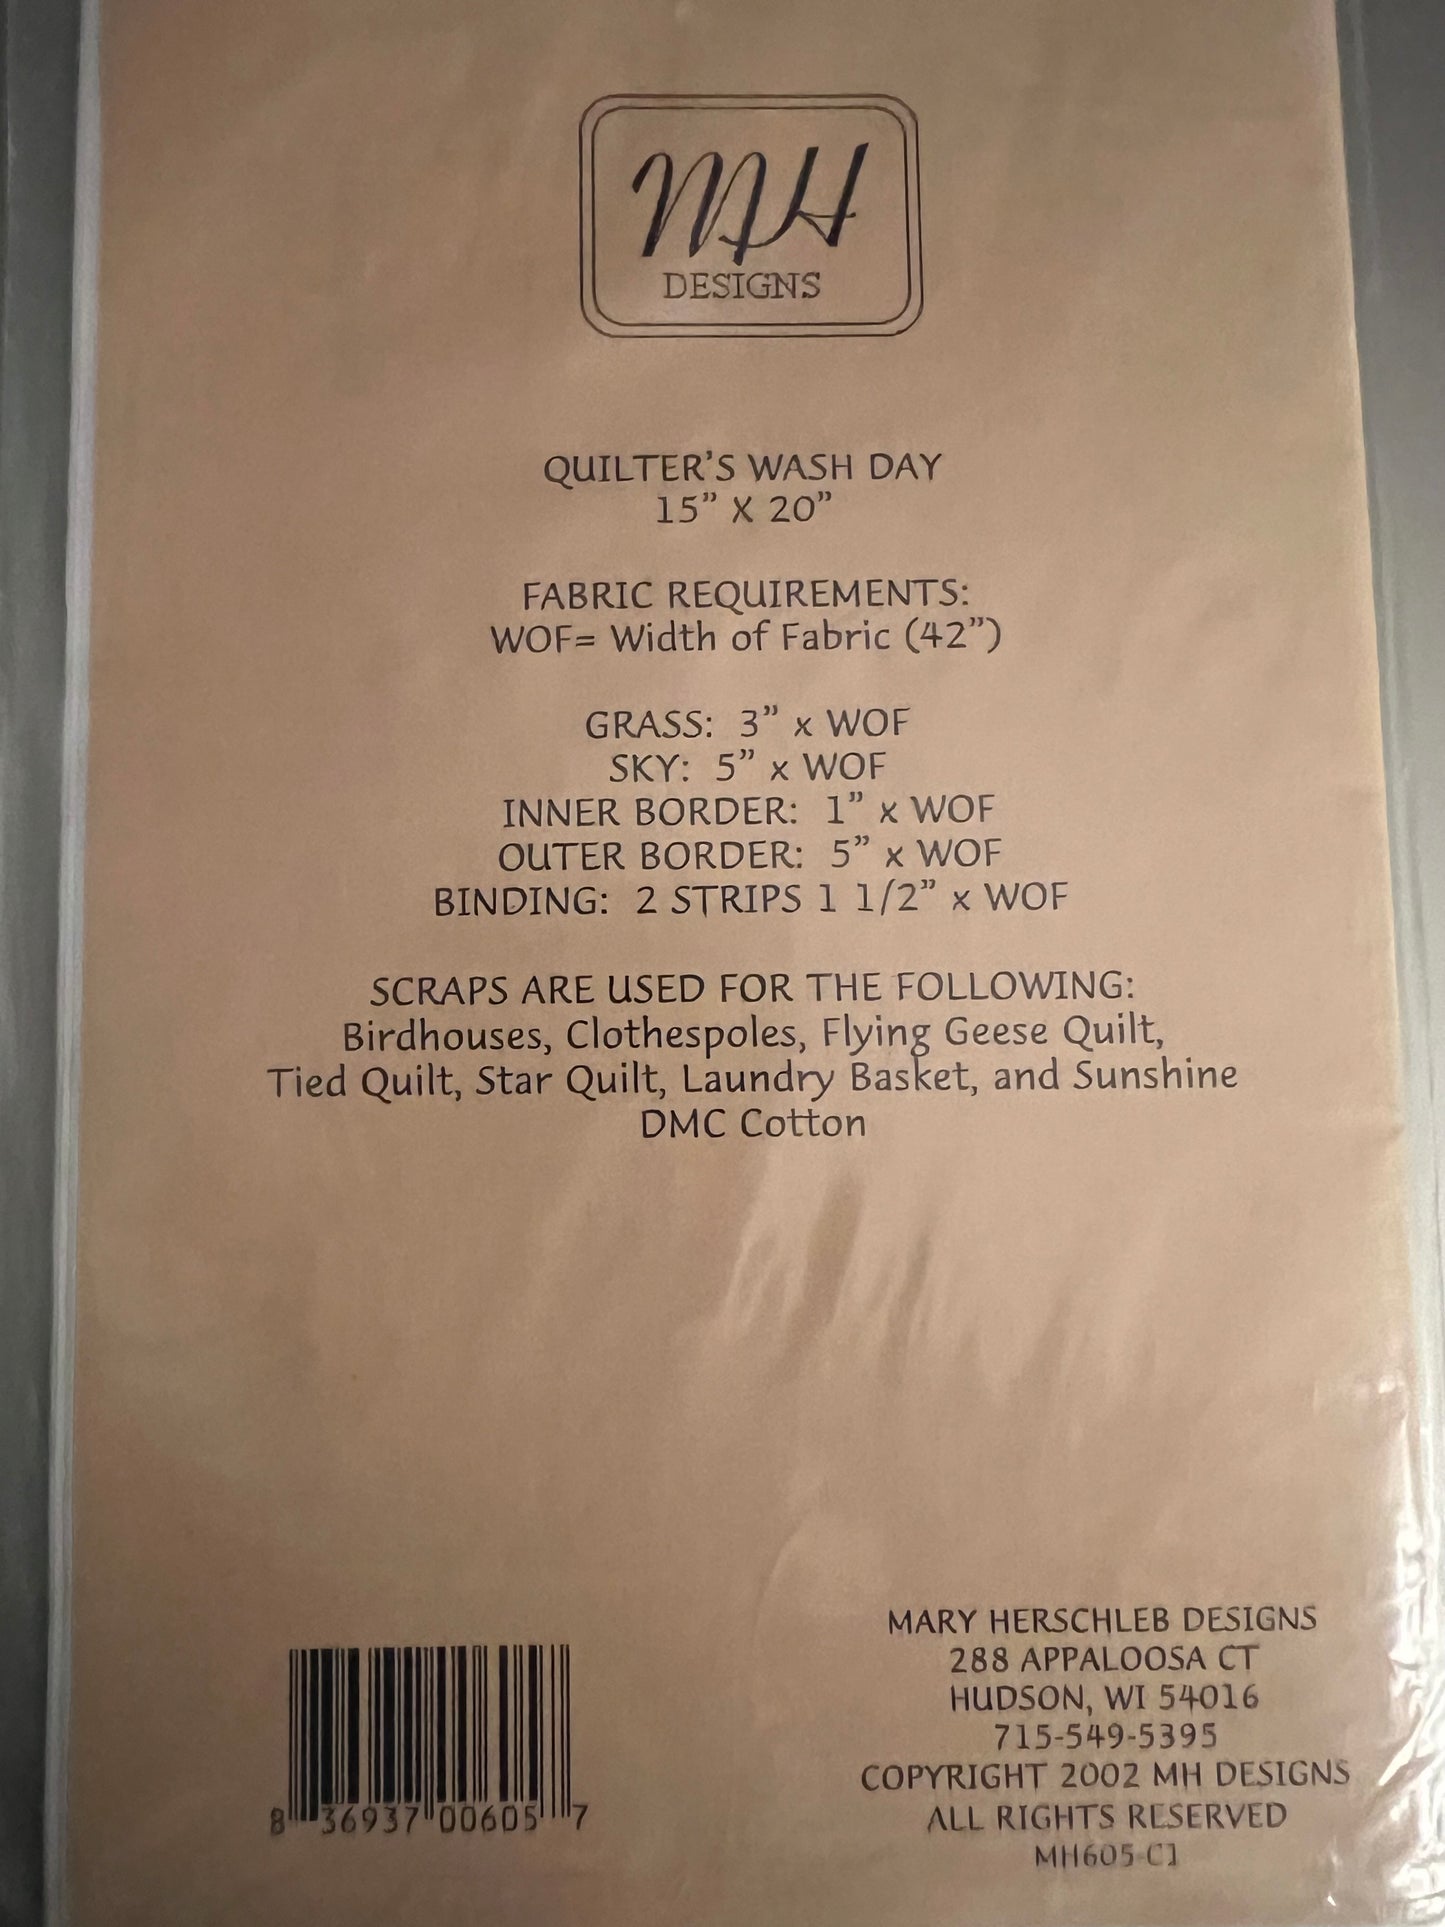 MH
DESIGNS
QUILTER'S WASH DAY
15" X 20"
FABRIC REQUIREMENTS:
WOF= Width of Fabric (42")
GRASS: 3" x WOF
SKY: 5" x WOF
INNER BORDER: 1" x WOF
OUTER BORDER: 5" x WOF
BINDING: 2 STRIPS 1 1/2" x WOF
SCRAPS ARE USED FOR THE FOLLOWING:
Birdhouses, Clothespoles, Flying Geese Quilt,
Tied Quilt, Star Quilt, Laundry Basket, and Sunshine
DMC Cotton
MARY HERSCHLEB DESIGNS
288 APPALOOSA CT
HUDSON, WI 54016
715-549-5395
COPYRIGHT 2002 MH DESIGNS
ALL RIGHTS RESERVED
MH605-C1
8 36937 00605 7